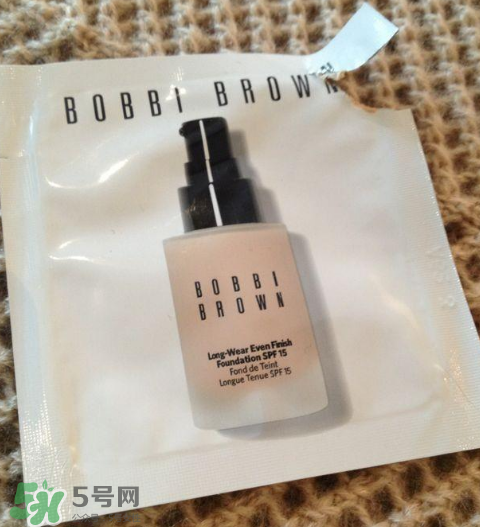 BOBBI BROWN
BOBBI
BROWN
Long-Wear Even Finish
Foundation SPF 15
Fond de Teint
Longue Tenue SPF 15
5号网